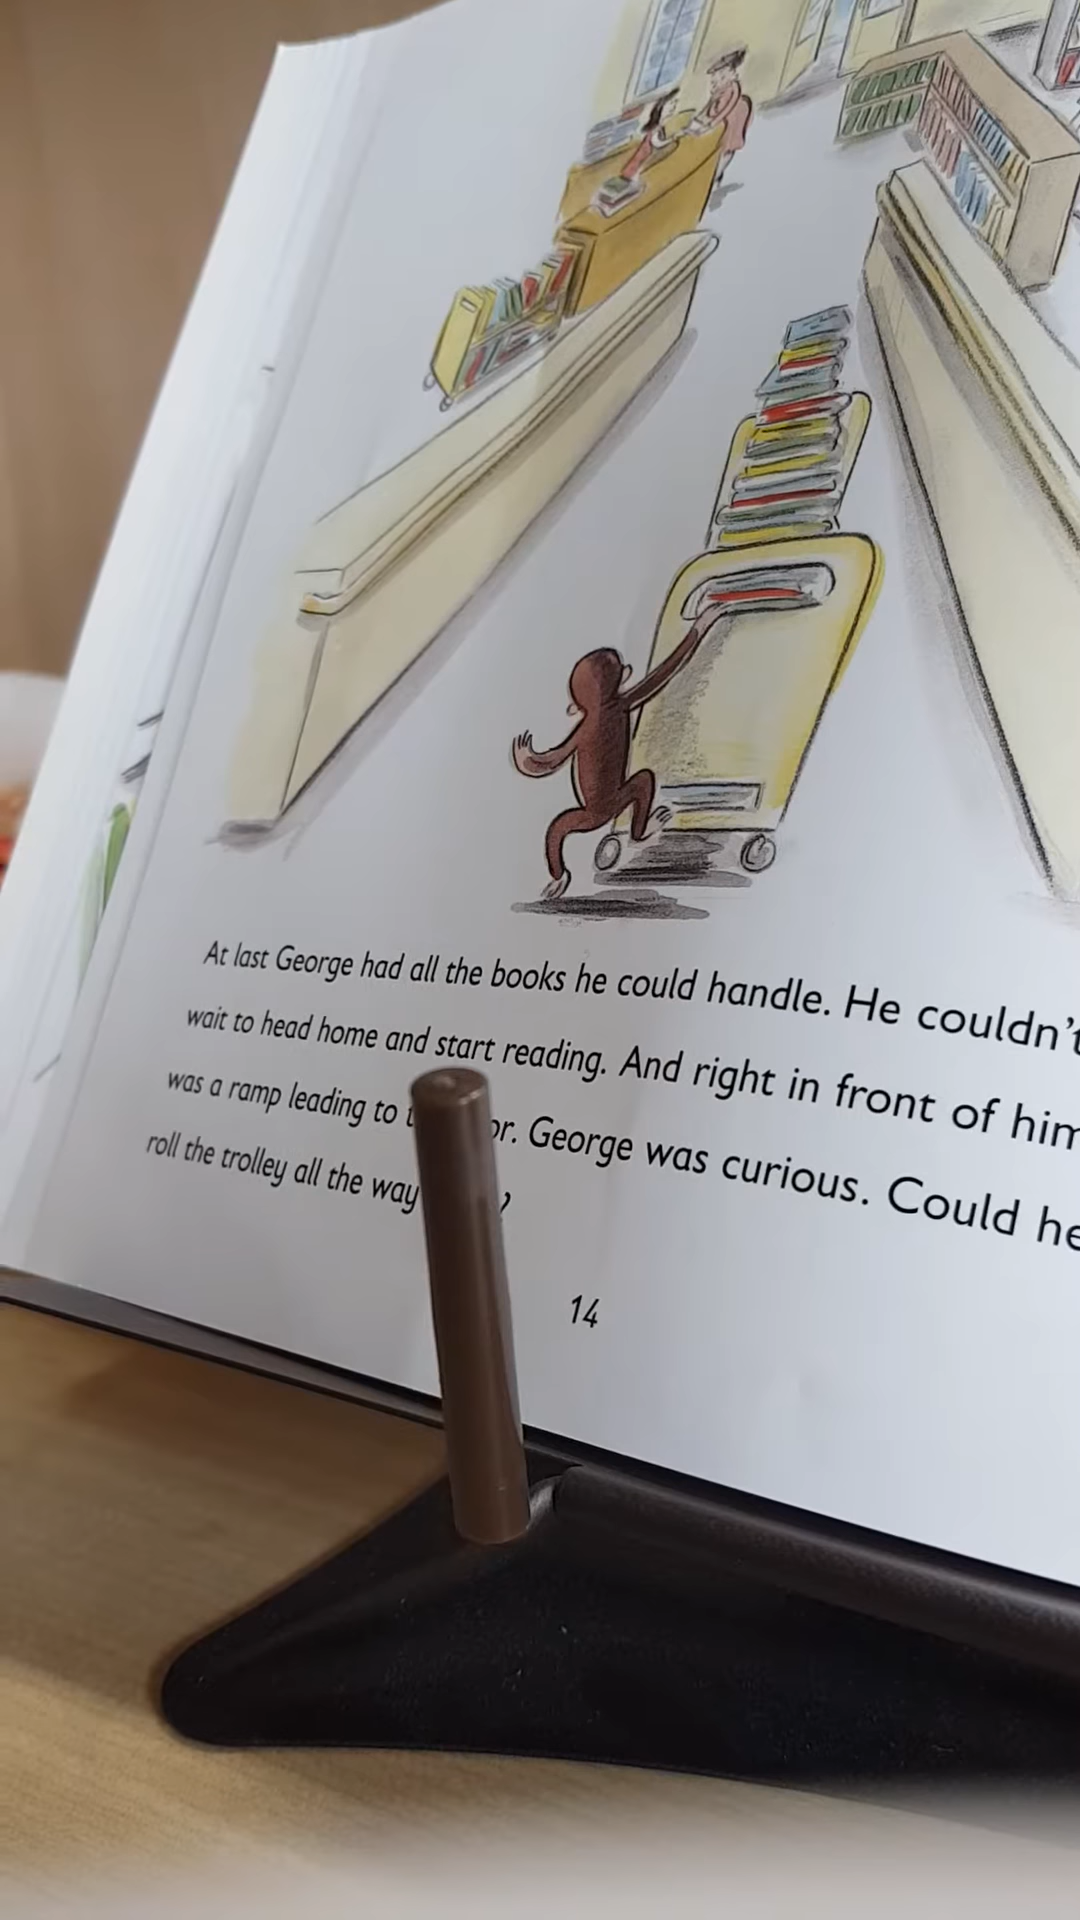 At last George had all the books he could handle. He couldn't
wait to head home and start reading. And right in front of him
was a ramp leading to George was curious. Could he
roll the trolley all the way
14